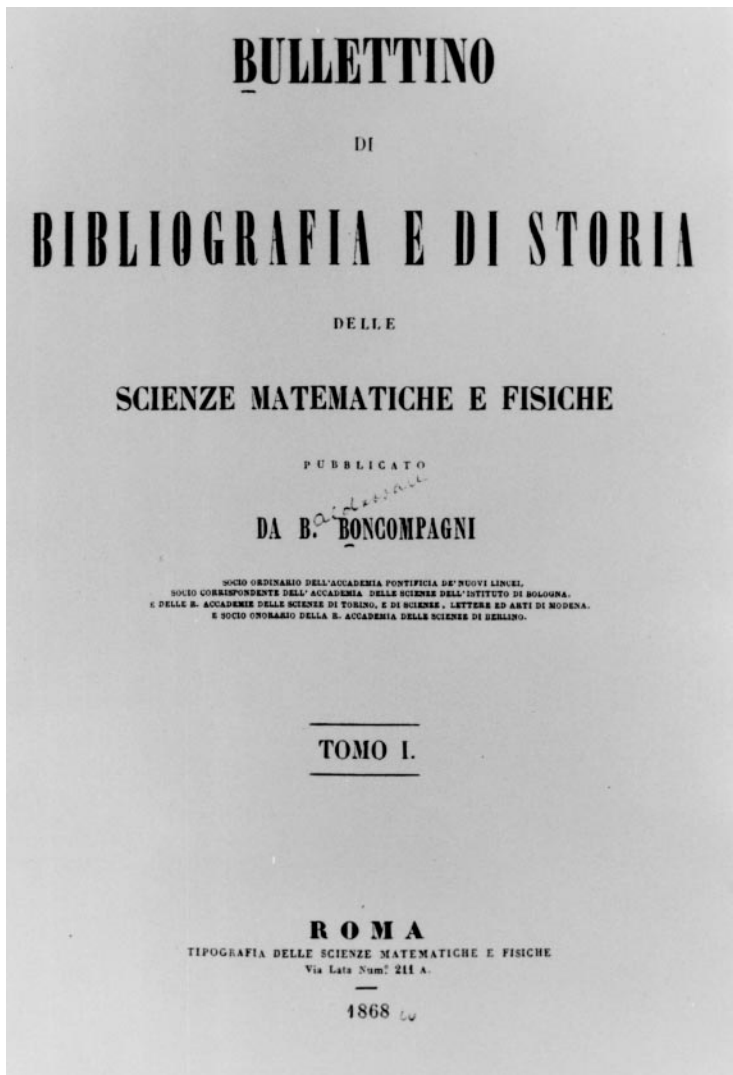 BULLETTINO
DI
BIBLIOGRAFIA E DI STORIA
DELLE
SCIENZE MATEMATICHE E FISICHE
PUBBLICATO
aldassare
DA B. BONCOMPAGNI
SOCIO ORDINARIO DELL'ACCADEMIA PONTIFICIA DE' NUOVI LINCEI,
SOCIO CORRISPONDENTE DELL' ACCADEMIA DELLE SCIENZE DELL'ISTITUTO DI BOLOGNA,
E DELLE R. ACCADEMIE DELLE SCIENZE DI TORINO, E DI SCIENZE, LETTERE ED ARTI DI MODENA.
E SOCIO ONORARIO DELLA R. ACCADEMIA DELLE SCIENZE DI BERLINO.
TOMO I.
ROMA
TIPOGRAFIA DELLE SCIENZE MATEMATICHE E FISICHE
Via Lata Num.º 211 A.
1868